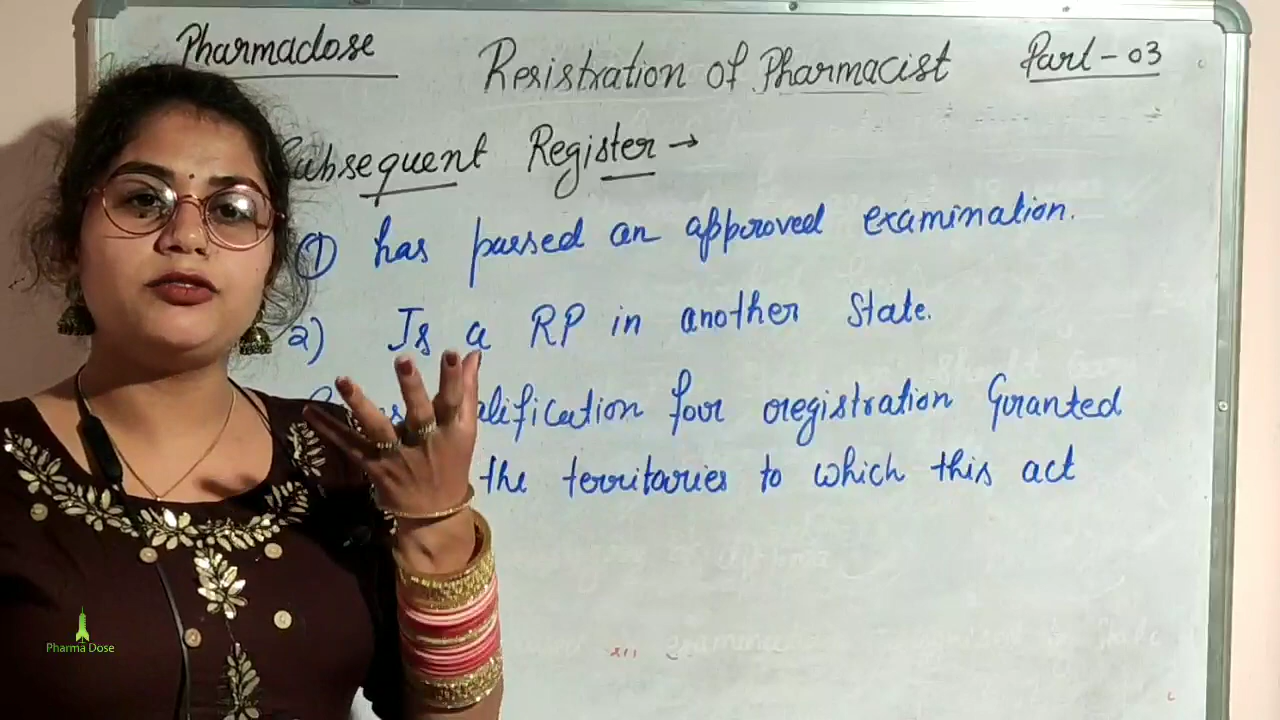 Pharmadose
Resistration of Pharmacist
Part - 03
Subsequent Register →
① has passed an approved examination.
2) Is a RP in another State.
alification for registration Granted
the territories to which this act
Pharma Dose